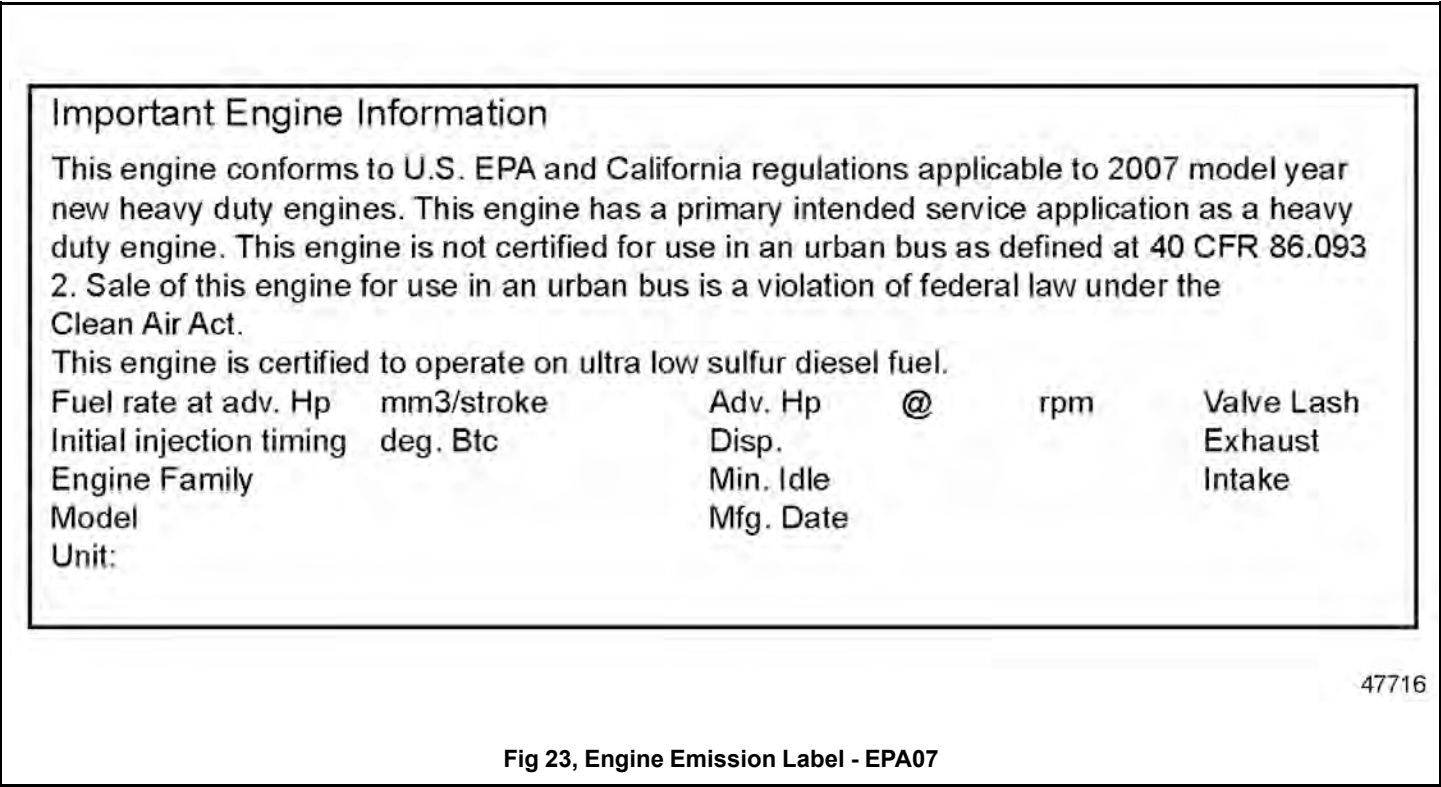 Important Engine Information
This engine conforms to U.S. EPA and California regulations applicable to 2007 model year
new heavy duty engines. This engine has a primary intended service application as a heavy
duty engine. This engine is not certified for use in an urban bus as defined at 40 CFR 86.093
2. Sale of this engine for use in an urban bus is a violation of federal law under the
Clean Air Act.
This engine is certified to operate on ultra low sulfur diesel fuel.
Fuel rate at adv. Hp mm3/stroke Adv. Hp @ rpm Valve Lash
Initial injection timing deg. Btc Disp. Exhaust
Engine Family Min. Idle Intake
Model Mfg. Date
Unit:
47716
Fig 23, Engine Emission Label - EPA07